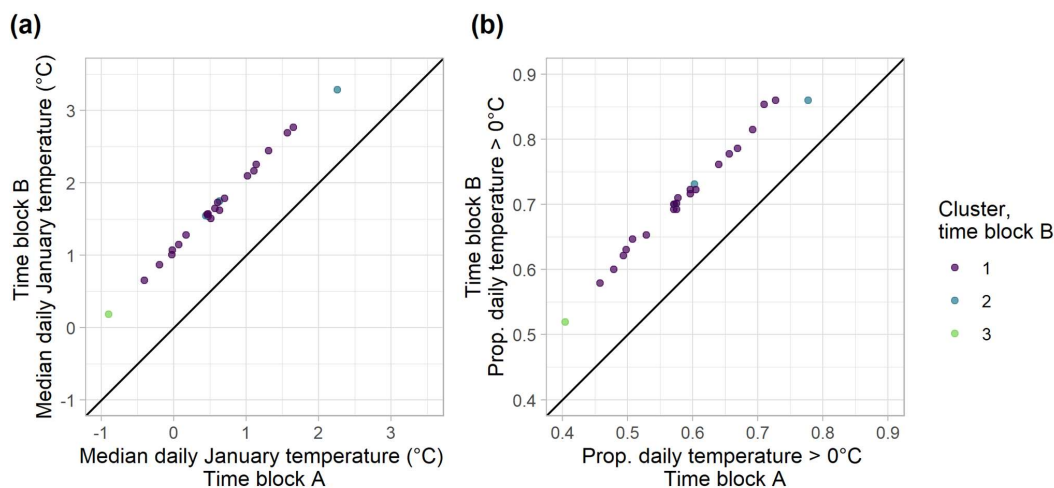 (a)
Time block B
Median daily January temperature (°C)
3
2
1
0
-1
-1 0 1 2 3
Median daily January temperature (°C)
Time block A
(b)
Time block B
Prop. daily temperature > 0°C
0.9
0.8
0.7
0.6
0.5
0.4
0.4 0.5 0.6 0.7 0.8 0.9
Prop. daily temperature > 0°C
Time block A
Cluster,
time block B
1
2
3